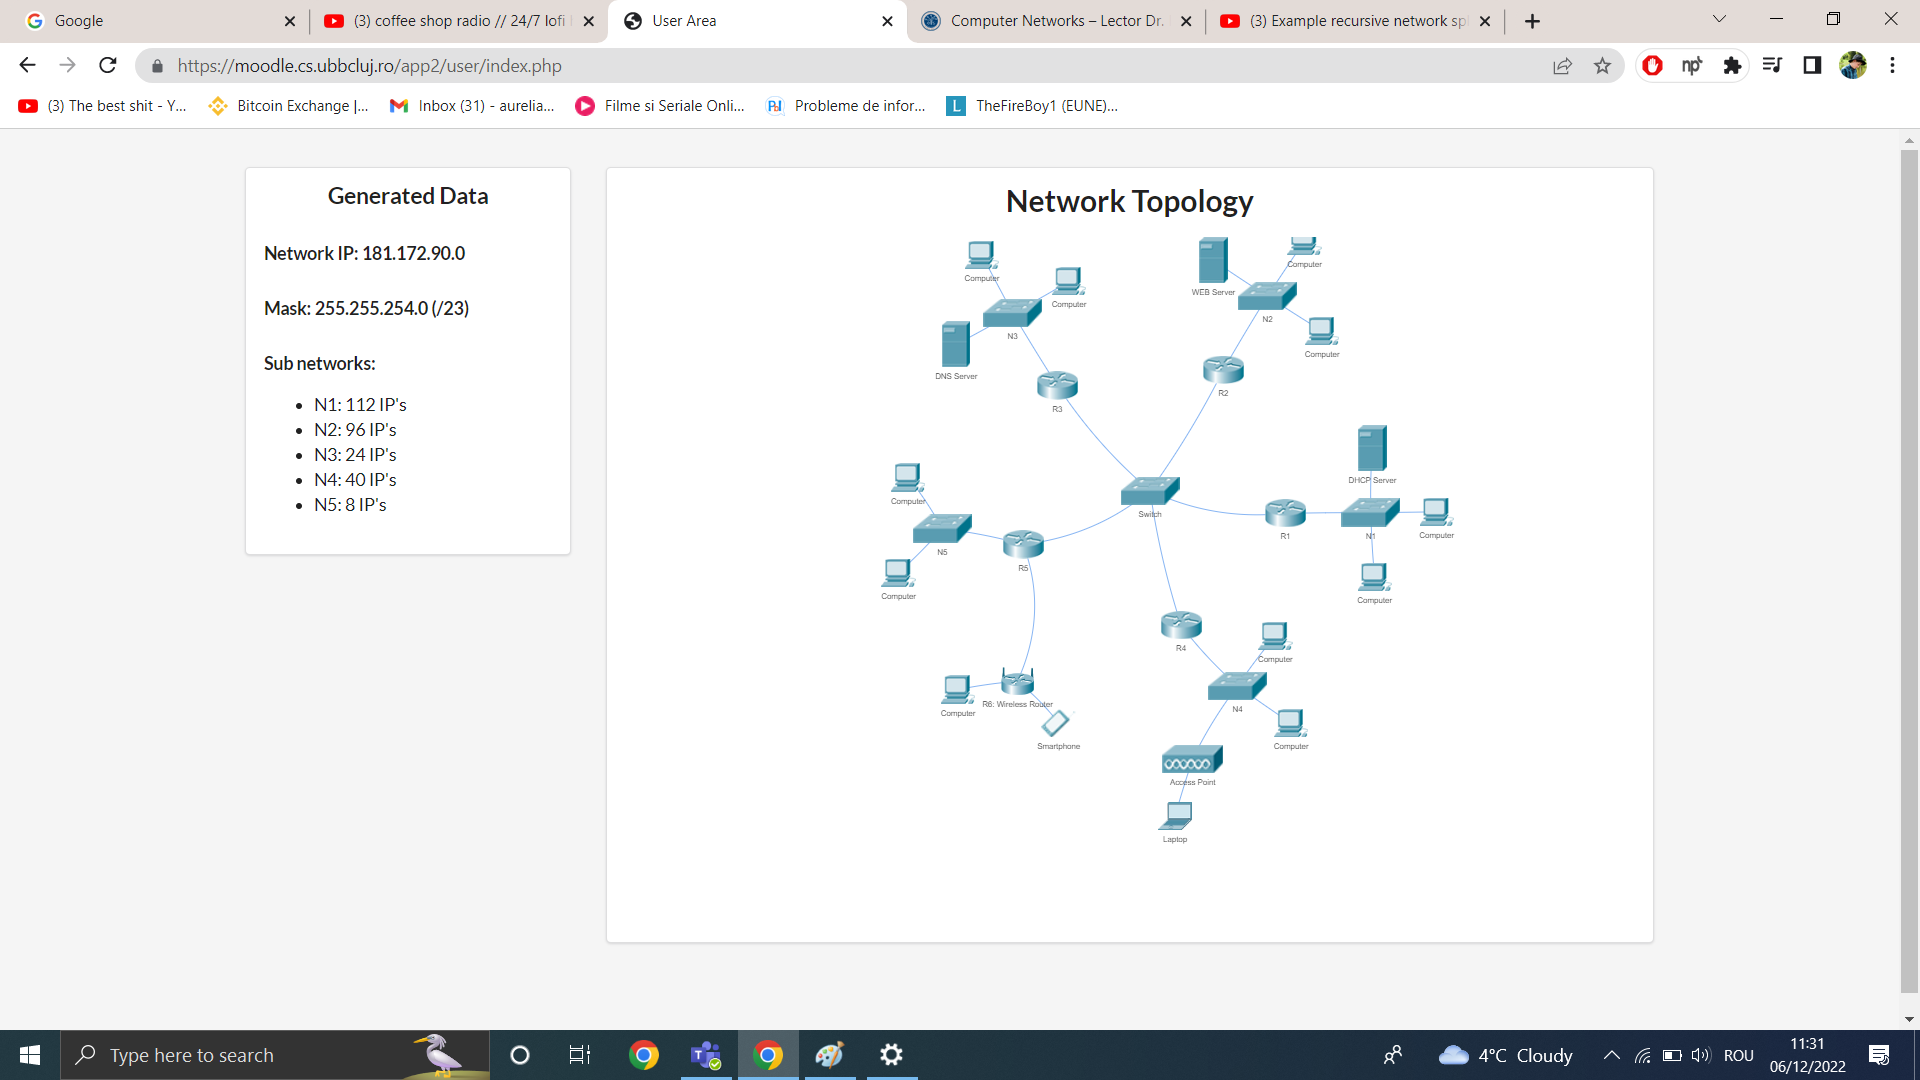 Google
(3) coffee shop radio // 24/7 lofi
User Area
Computer Networks – Lector Dr.
(3) Example recursive network sp
https://moodle.cs.ubbcluj.ro/app2/user/index.php
(3) The best shit - Y...
Bitcoin Exchange |...
Inbox (31) - aurelia...
Filme si Seriale Onli...
Probleme de infor...
L
TheFireBoy1 (EUNE)...
Generated Data
Network IP: 181.172.90.0
Mask: 255.255.254.0 (/23)
Sub networks:
N1: 112 IP's
N2: 96 IP's
N3: 24 IP's
N4: 40 IP's
N5: 8 IP's
Network Topology
Computer
Computer
N3
DNS Server
R3
WEB Server
Computer
N2
Computer
R2
DHCP Server
Switch
R1
N1
Computer
Computer
Computer
N5
R5
Computer
R4
Computer
Computer
R6: Wireless Router
Smartphone
N4
Computer
Access Point
Laptop
Type here to search
4°C Cloudy
ROU
11:31
06/12/2022